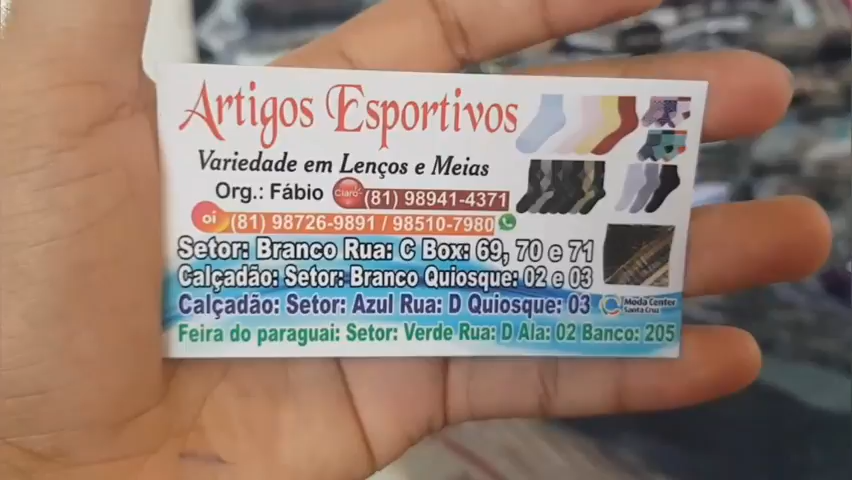 Artigos Esportivos
Variedade em Lenços e Meias
Org.: Fábio Claro (81) 98941-4371
oi (81) 98726-9891 / 98510-7980
Setor: Branco Rua: C Box: 69, 70 e 71
Calçadão: Setor: Branco Quiosque: 02 e 03
Calçadão: Setor: Azul Rua: D Quiosque: 03
Moda Center
Santa Cruz
Feira do paraguai: Setor: Verde Rua: D Ala: 02 Banco: 205